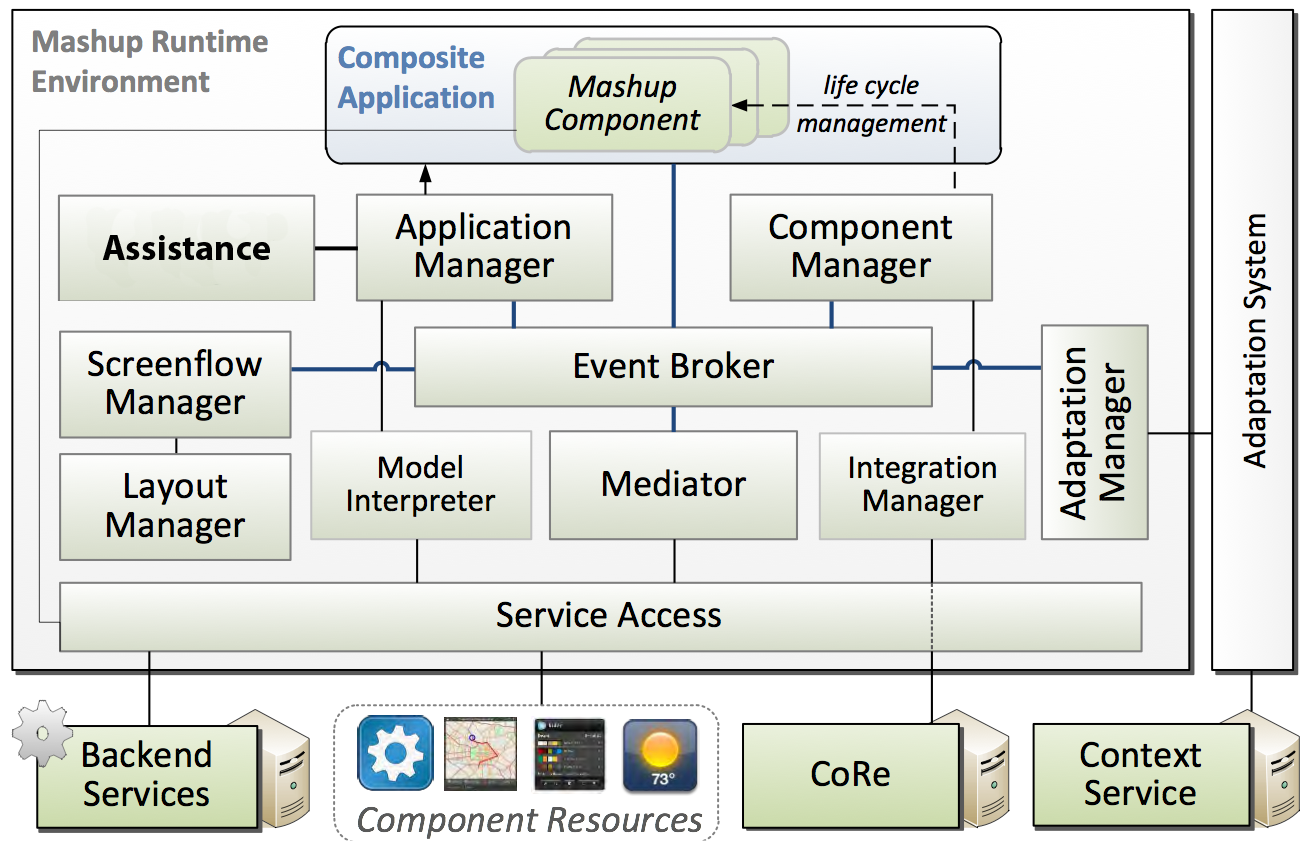 Mashup Runtime
Environment
Composite
Application
Mashup
Component
life cycle
management
Assistance
Application
Manager
Component
Manager
Screenflow
Manager
Event Broker
Adaptation
Manager
Adaptation System
Layout
Manager
Model
Interpreter
Mediator
Integration
Manager
Service Access
Backend
Services
73°
Component Resources
CoRe
Context
Service